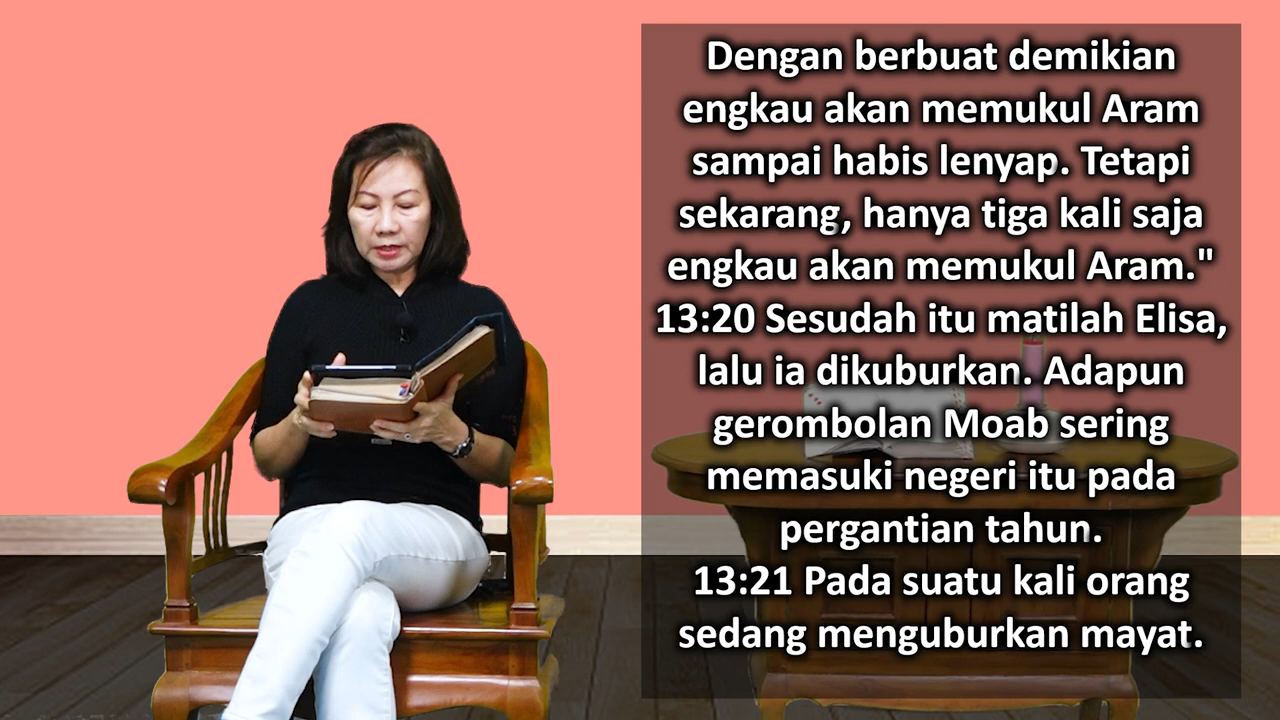 Dengan berbuat demikian
engkau akan memukul Aram
sampai habis lenyap. Tetapi
sekarang, hanya tiga kali saja
engkau akan memukul Aram."
13:20 Sesudah itu matilah Elisa,
lalu ia dikuburkan. Adapun
gerombolan Moab sering
memasuki negeri itu pada
pergantian tahun.
13:21 Pada suatu kali orang
sedang menguburkan mayat.